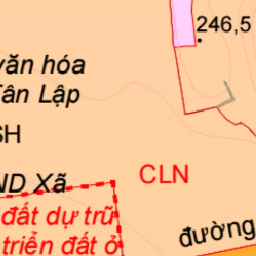 246,5
văn hóa
Tân Lập
SH
ND Xã
CLN
đất dự trữ
triển đất ở
đường